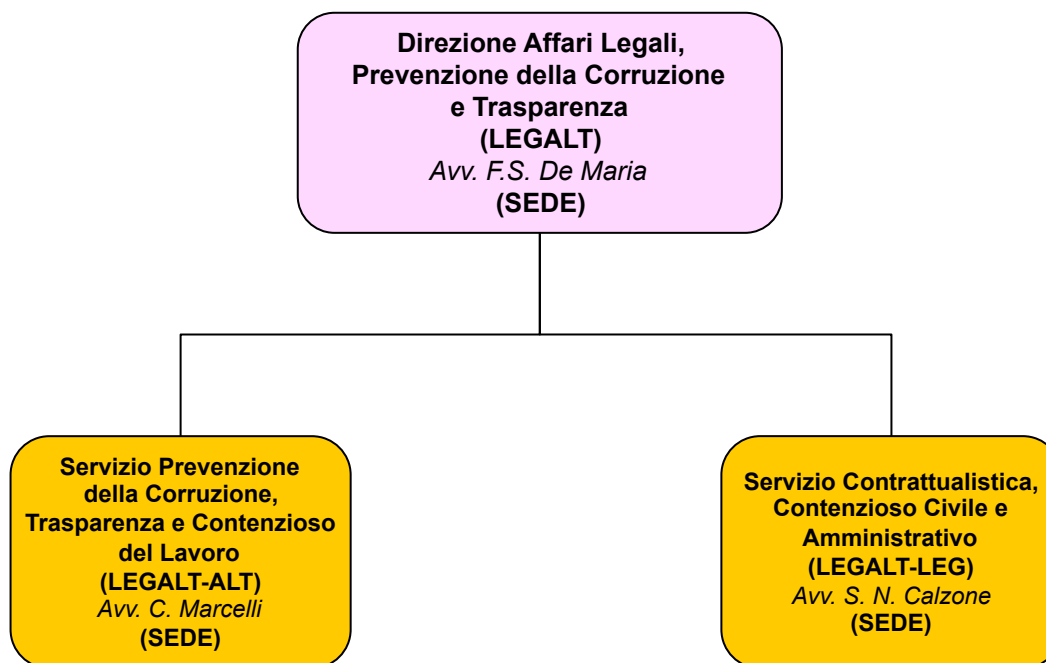 Direzione Affari Legali,
Prevenzione della Corruzione
e Trasparenza
(LEGALT)
Avv. F.S. De Maria
(SEDE)
Servizio Prevenzione
della Corruzione,
Trasparenza e Contenzioso
del Lavoro
(LEGALT-ALT)
Avv. C. Marcelli
(SEDE)
Servizio Contrattualistica,
Contenzioso Civile e
Amministrativo
(LEGALT-LEG)
Avv. S. N. Calzone
(SEDE)